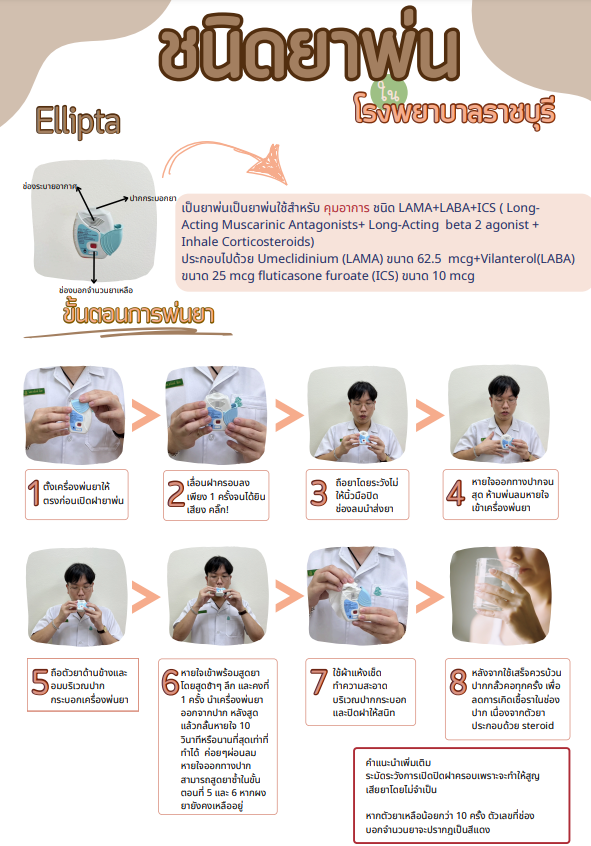 ชนิดยาพ่น
ใน
โรงพยาบาลราชบุรี
Ellipta
ช่องระบายอากาศ
ปากกระบอกยา
ช่องบอกจำนวนยาเหลือ
เป็นยาพ่นเป็นยาพ่นใช้สำหรับ คุมอาการ ชนิด LAMA+LABA+ICS ( Long-
Acting Muscarinic Antagonists+ Long-Acting beta 2 agonist +
Inhale Corticosteroids)
ประกอบไปด้วย Umeclidinium (LAMA) ขนาด 62.5 mcg+Vilanterol(LABA)
ขนาด 25 mcg fluticasone furoate (ICS) ขนาด 10 mcg
ขั้นตอนการพ่นยา
1 ตั้งเครื่องพ่นยาให้
ตรงก่อนเปิดฝายาพ่น
2 เลื่อนฝาครอบลง
เพียง 1 ครั้งจนได้ยิน
เสียง คลิ๊ก!
3 ถือยาโดยระวังไม่
ให้นิ้วมือปิด
ช่องลมนำส่งยา
4 หายใจออกทางปากจน
สุด ห้ามพ่นลมหายใจ
เข้าเครื่องพ่นยา
5 ถือตัวยาด้านข้างและ
อมบริเวณปาก
กระบอกเครื่องพ่นยา
6 หายใจเข้าพร้อมสูดยา
โดยสูดช้าๆ ลึก และคงที่
1 ครั้ง นำเครื่องพ่นยา
ออกจากปาก หลังสูด
แล้วกลั้นหายใจ 10
วินาทีหรือนานที่สุดเท่าที่
ทำได้ ค่อยๆผ่อนลม
หายใจออกทางปาก
สามารถสูดยาซ้ำในขั้น
ตอนที่ 5 และ 6 หากผง
ยายังคงเหลืออยู่
7 ใช้ผ้าแห้งเช็ด
ทำความสะอาด
บริเวณปากกระบอก
และปิดฝาให้สนิท
8 หลังจากใช้เสร็จควรบ้วน
ปากกลั้วคอทุกครั้ง เพื่อ
ลดการเกิดเชื้อราในช่อง
ปาก เนื่องจากตัวยา
ประกอบด้วย steroid
คำแนะนำเพิ่มเติม
ระมัดระวังการเปิดปิดฝาครอบเพราะจะทำให้สูญ
เสียยาโดยไม่จำเป็น
หากตัวยาเหลือน้อยกว่า 10 ครั้ง ตัวเลขที่ช่อง
บอกจำนวนยาจะปรากฏเป็นสีแดง